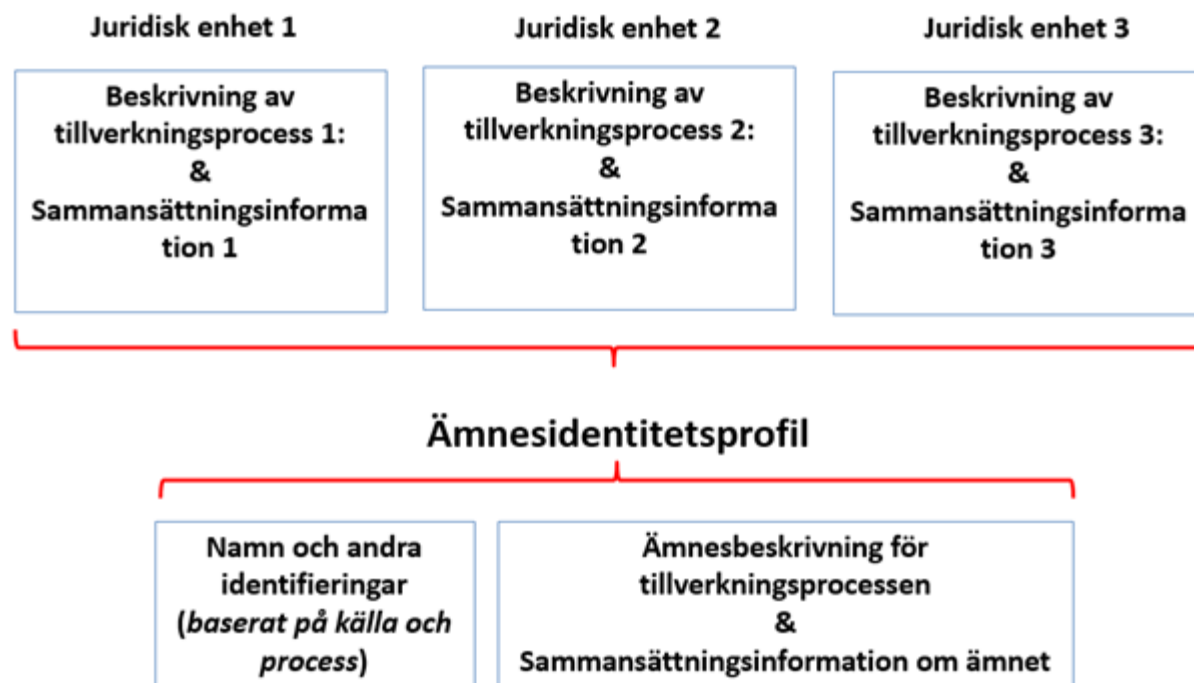 Juridisk enhet 1
Beskrivning av
tillverkningsprocess 1:
&
Sammansättningsinforma
tion 1
Juridisk enhet 2
Beskrivning av
tillverkningsprocess 2:
&
Sammansättningsinforma
tion 2
Juridisk enhet 3
Beskrivning av
tillverkningsprocess 3:
&
Sammansättningsinforma
tion 3
Ämnesidentitetsprofil
Namn och andra
identifieringar
(baserat på källa och
process)
Ämnesbeskrivning för
tillverkningsprocessen
&
Sammansättningsinformation om ämnet